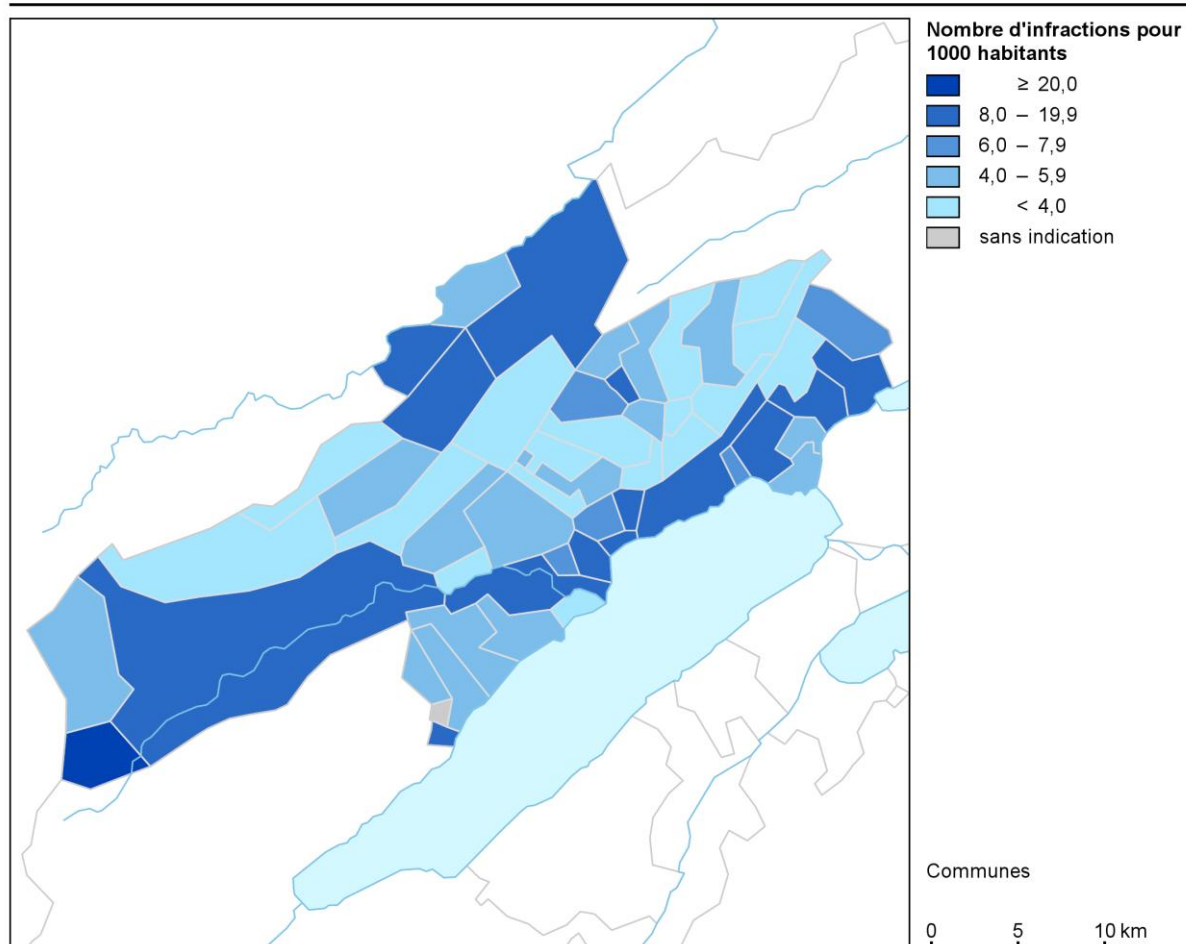 Nombre d'infractions pour
1000 habitants
≥ 20,0
8,0 – 19,9
6,0 – 7,9
4,0 – 5,9
< 4,0
sans indication
Communes
0 5 10 km